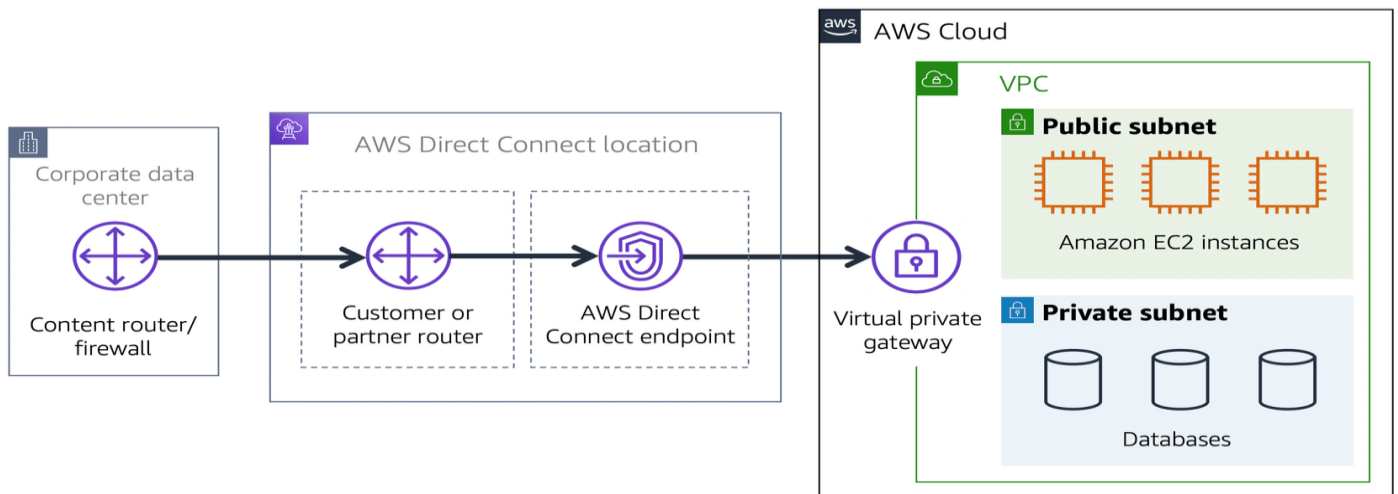 aws
AWS Cloud
VPC
Public subnet
Amazon EC2 instances
Private subnet
Databases
AWS Direct Connect location
Corporate data
center
Content router/
firewall
Customer or
partner router
AWS Direct
Connect endpoint
Virtual private
gateway